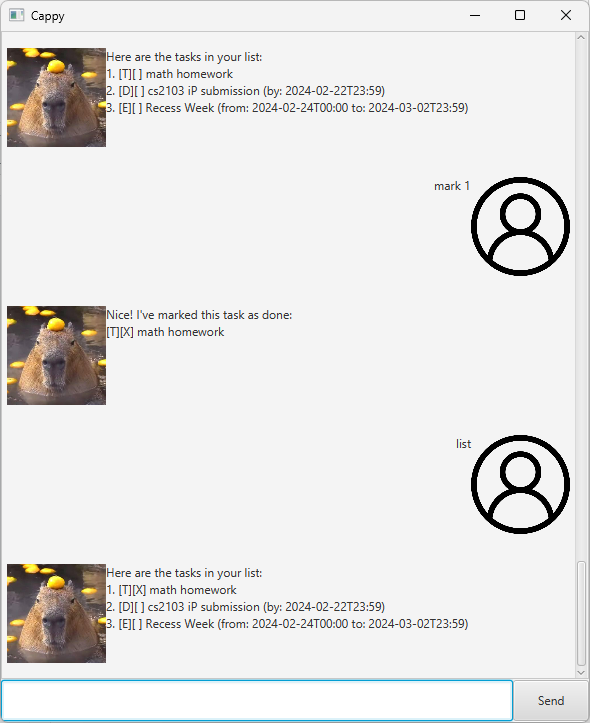 Cappy
Here are the tasks in your list:
1. [T][ ] math homework
2. [D][ ] cs2103 iP submission (by: 2024-02-22T23:59)
3. [E][ ] Recess Week (from: 2024-02-24T00:00 to: 2024-03-02T23:59)
mark 1
Nice! I've marked this task as done:
[T][X] math homework
list
Here are the tasks in your list:
1. [T][X] math homework
2. [D][ ] cs2103 iP submission (by: 2024-02-22T23:59)
3. [E][ ] Recess Week (from: 2024-02-24T00:00 to: 2024-03-02T23:59)
Send